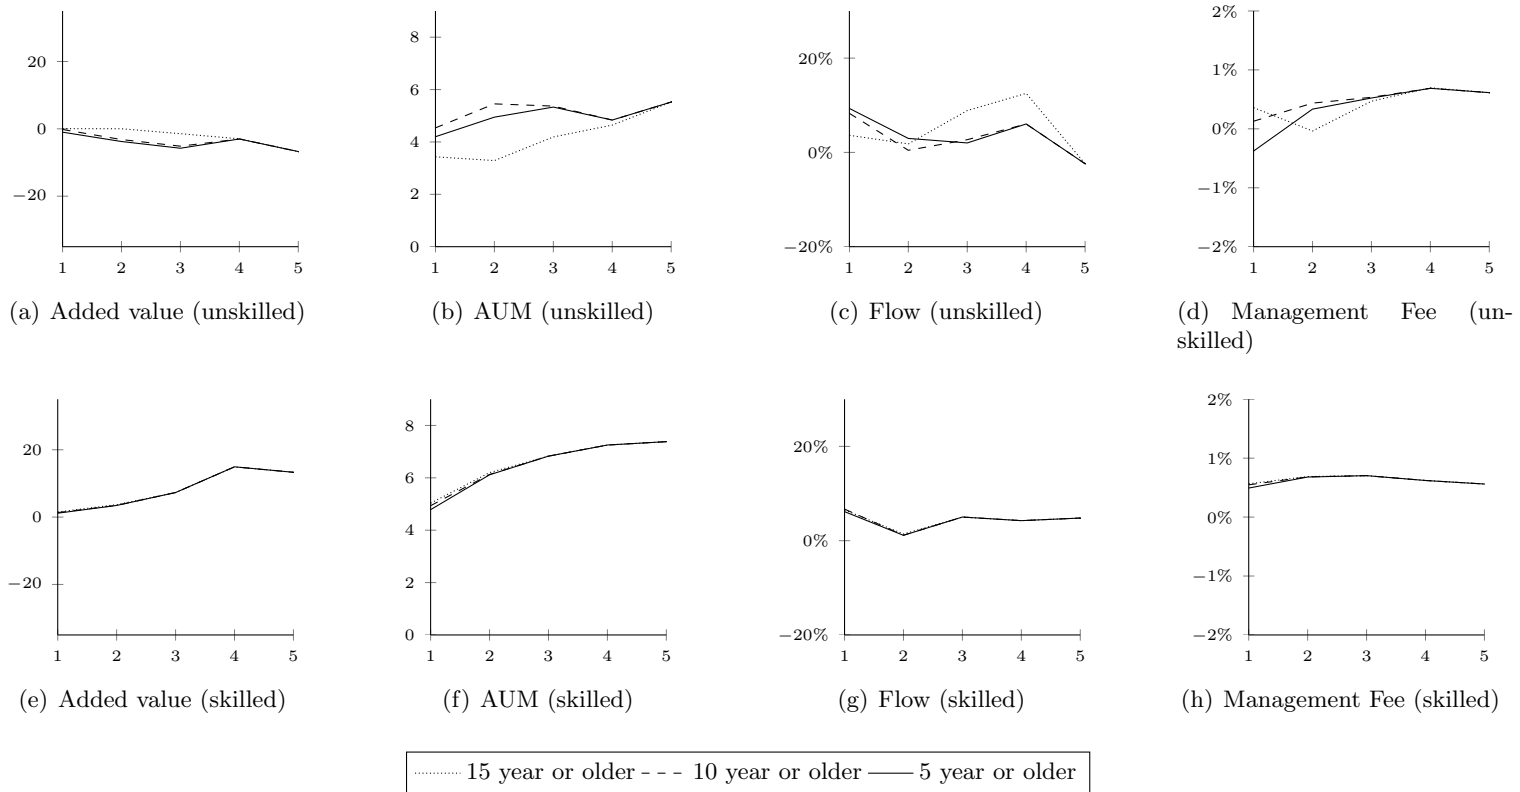 20
0
−20
1 2 3 4 5
(a) Added value (unskilled)
8
6
4
2
0
1 2 3 4 5
(b) AUM (unskilled)
20%
0%
−20%
1 2 3 4 5
(c) Flow (unskilled)
2%
1%
0%
−1%
−2%
1 2 3 4 5
(d) Management Fee (un-
skilled)
20
0
−20
1 2 3 4 5
(e) Added value (skilled)
8
6
4
2
0
1 2 3 4 5
(f) AUM (skilled)
20%
0%
−20%
1 2 3 4 5
(g) Flow (skilled)
2%
1%
0%
−1%
−2%
1 2 3 4 5
(h) Management Fee (skilled)
15 year or older 10 year or older 5 year or older